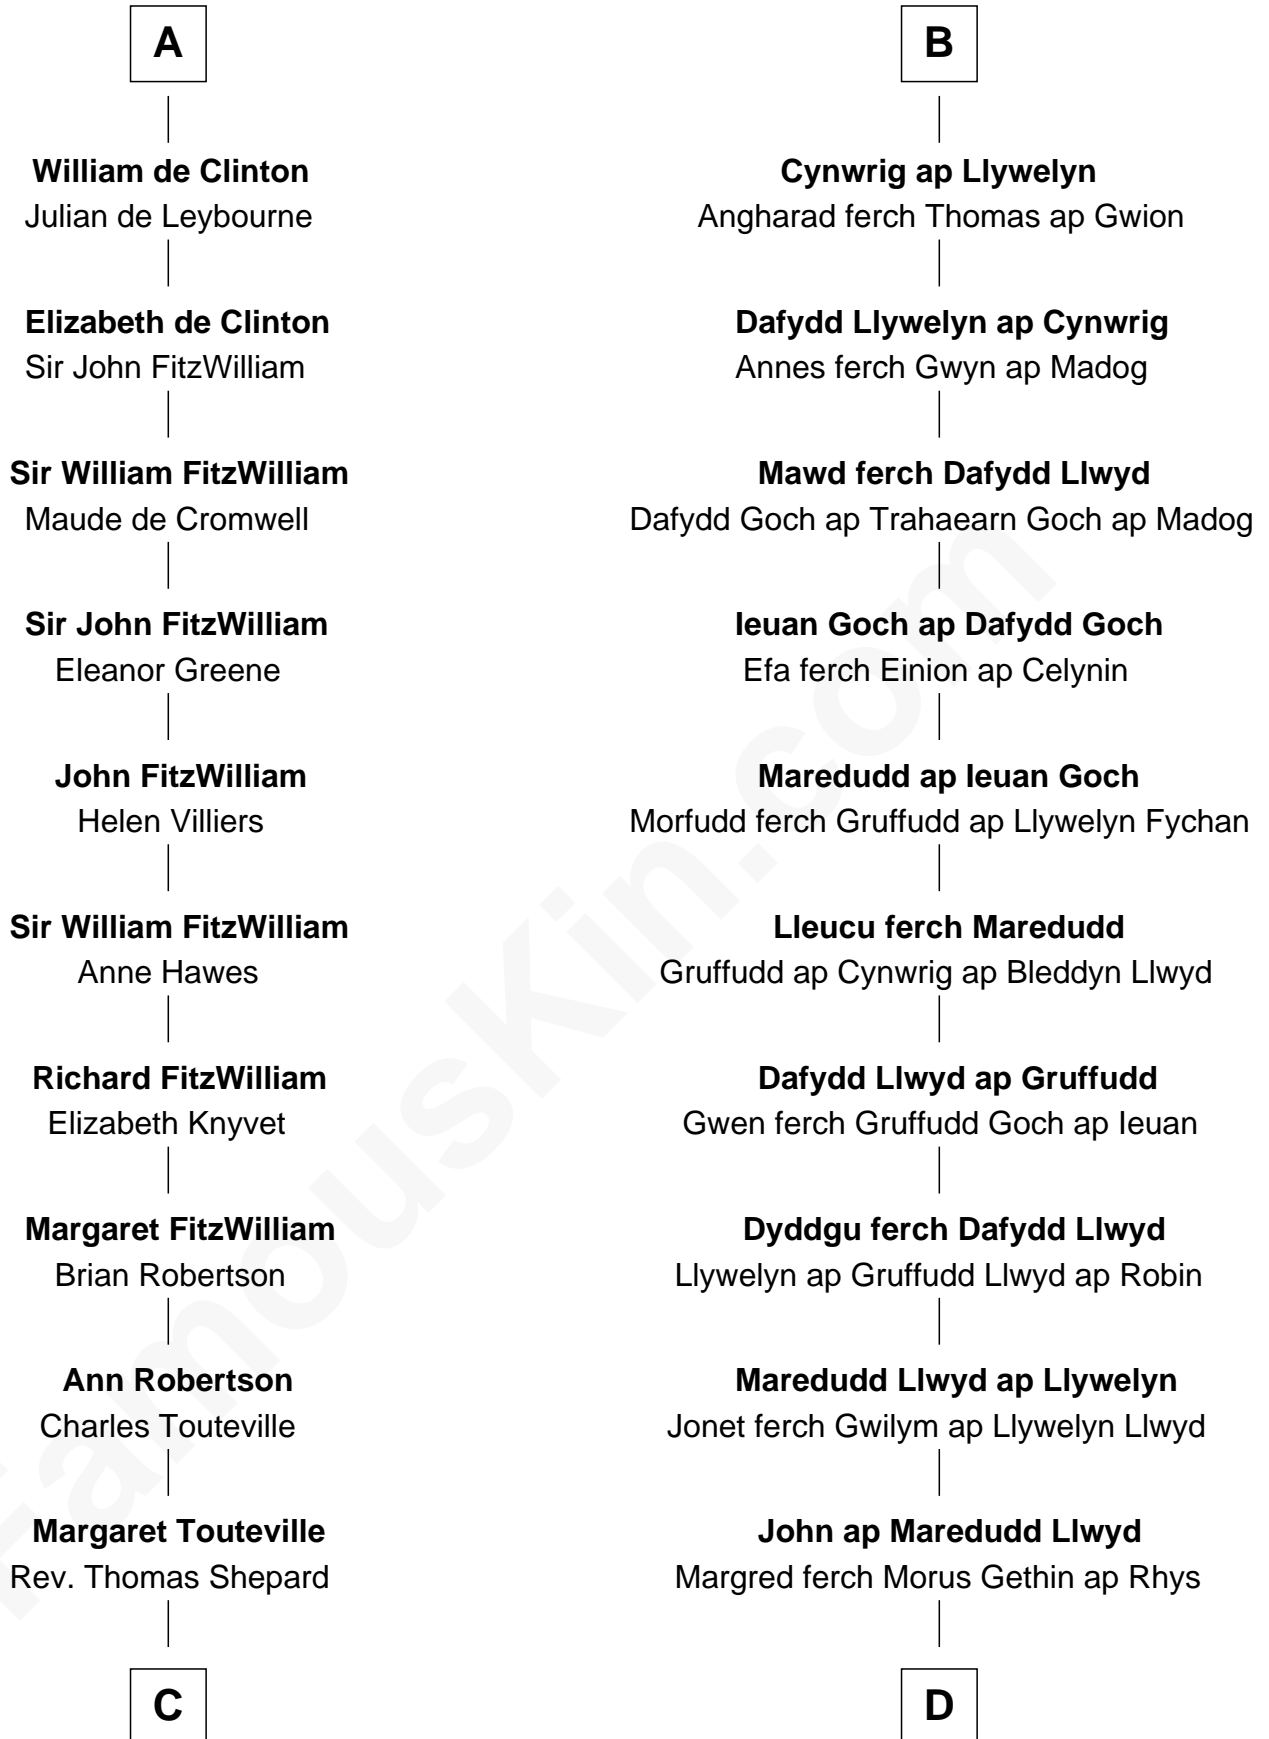 A
William de Clinton
Julian de Leybourne
Elizabeth de Clinton
Sir John FitzWilliam
Sir William FitzWilliam
Maude de Cromwell
Sir John FitzWilliam
Eleanor Greene
John FitzWilliam
Helen Villiers
Sir William FitzWilliam
Anne Hawes
Richard FitzWilliam
Elizabeth Knyvet
Margaret FitzWilliam
Brian Robertson
Ann Robertson
Charles Touteville
Margaret Touteville
Rev. Thomas Shepard
C
B
Cynwrig ap Llywelyn
Angharad ferch Thomas ap Gwion
Dafydd Llywelyn ap Cynwrig
Annes ferch Gwyn ap Madog
Mawd ferch Dafydd Llwyd
Dafydd Goch ap Trahaearn Goch ap Madog
Ieuan Goch ap Dafydd Goch
Efa ferch Einion ap Celynin
Maredudd ap Ieuan Goch
Morfudd ferch Gruffudd ap Llywelyn Fychan
Lleucu ferch Maredudd
Gruffudd ap Cynwrig ap Bleddyn Llwyd
Dafydd Llwyd ap Gruffudd
Gwen ferch Gruffudd Goch ap Ieuan
Dyddgu ferch Dafydd Llwyd
Llywelyn ap Gruffudd Llwyd ap Robin
Maredudd Llwyd ap Llywelyn
Jonet ferch Gwilym ap Llywelyn Llwyd
John ap Maredudd Llwyd
Margred ferch Morus Gethin ap Rhys
D
FamousKin.com